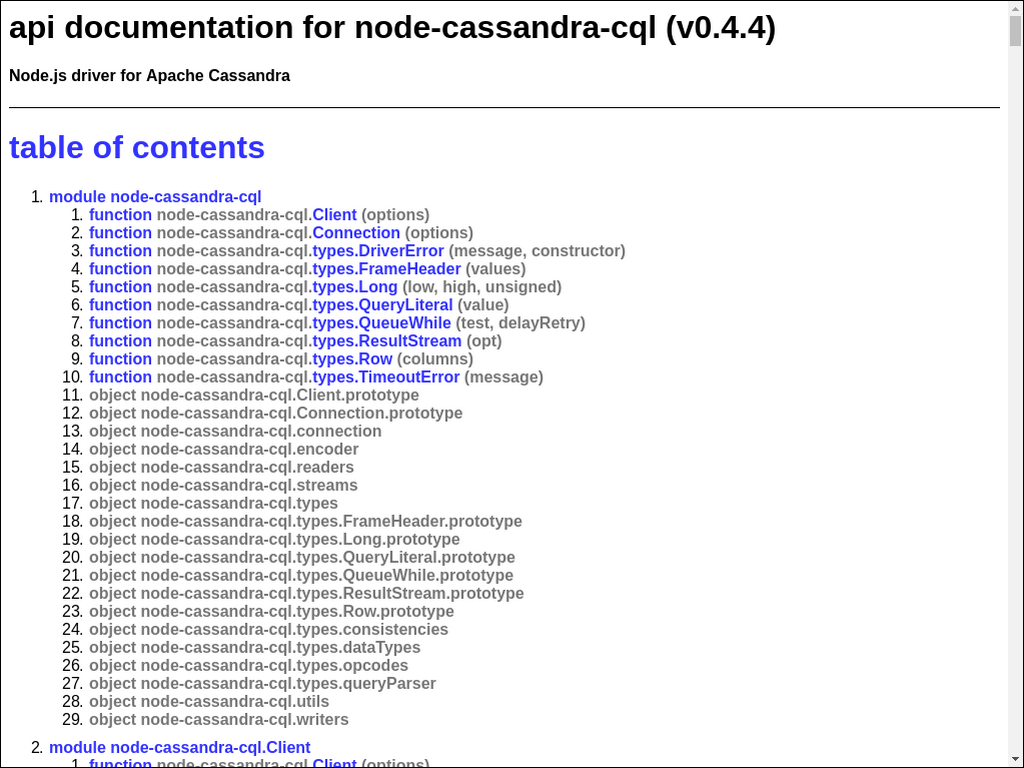 api documentation for node-cassandra-cql (v0.4.4)
Node.js driver for Apache Cassandra
table of contents
1. module node-cassandra-cql
1. function node-cassandra-cql.Client (options)
2. function node-cassandra-cql.Connection (options)
3. function node-cassandra-cql.types.DriverError (message, constructor)
4. function node-cassandra-cql.types.FrameHeader (values)
5. function node-cassandra-cql.types.Long (low, high, unsigned)
6. function node-cassandra-cql.types.QueryLiteral (value)
7. function node-cassandra-cql.types.QueueWhile (test, delayRetry)
8. function node-cassandra-cql.types.ResultStream (opt)
9. function node-cassandra-cql.types.Row (columns)
10. function node-cassandra-cql.types.TimeoutError (message)
11. object node-cassandra-cql.Client.prototype
12. object node-cassandra-cql.Connection.prototype
13. object node-cassandra-cql.connection
14. object node-cassandra-cql.encoder
15. object node-cassandra-cql.readers
16. object node-cassandra-cql.streams
17. object node-cassandra-cql.types
18. object node-cassandra-cql.types.FrameHeader.prototype
19. object node-cassandra-cql.types.Long.prototype
20. object node-cassandra-cql.types.QueryLiteral.prototype
21. object node-cassandra-cql.types.QueueWhile.prototype
22. object node-cassandra-cql.types.ResultStream.prototype
23. object node-cassandra-cql.types.Row.prototype
24. object node-cassandra-cql.types.consistencies
25. object node-cassandra-cql.types.dataTypes
26. object node-cassandra-cql.types.opcodes
27. object node-cassandra-cql.types.queryParser
28. object node-cassandra-cql.utils
29. object node-cassandra-cql.writers
2. module node-cassandra-cql.Client
1. function node-cassandra-cql.Client (options)